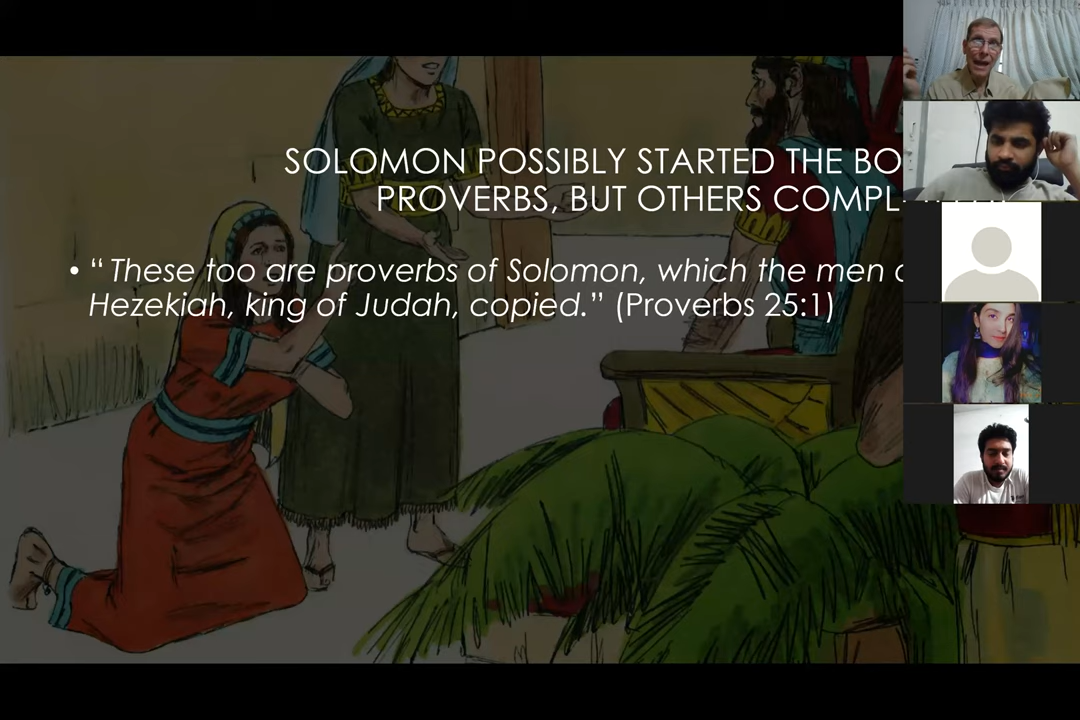 SOLOMON POSSIBLY STARTED THE
PROVERBS, BUT OTHERS
• “ These too are proverbs of Solomon, which the men
Hezekiah, king of Judah, copied.” (Proverbs 25:1)